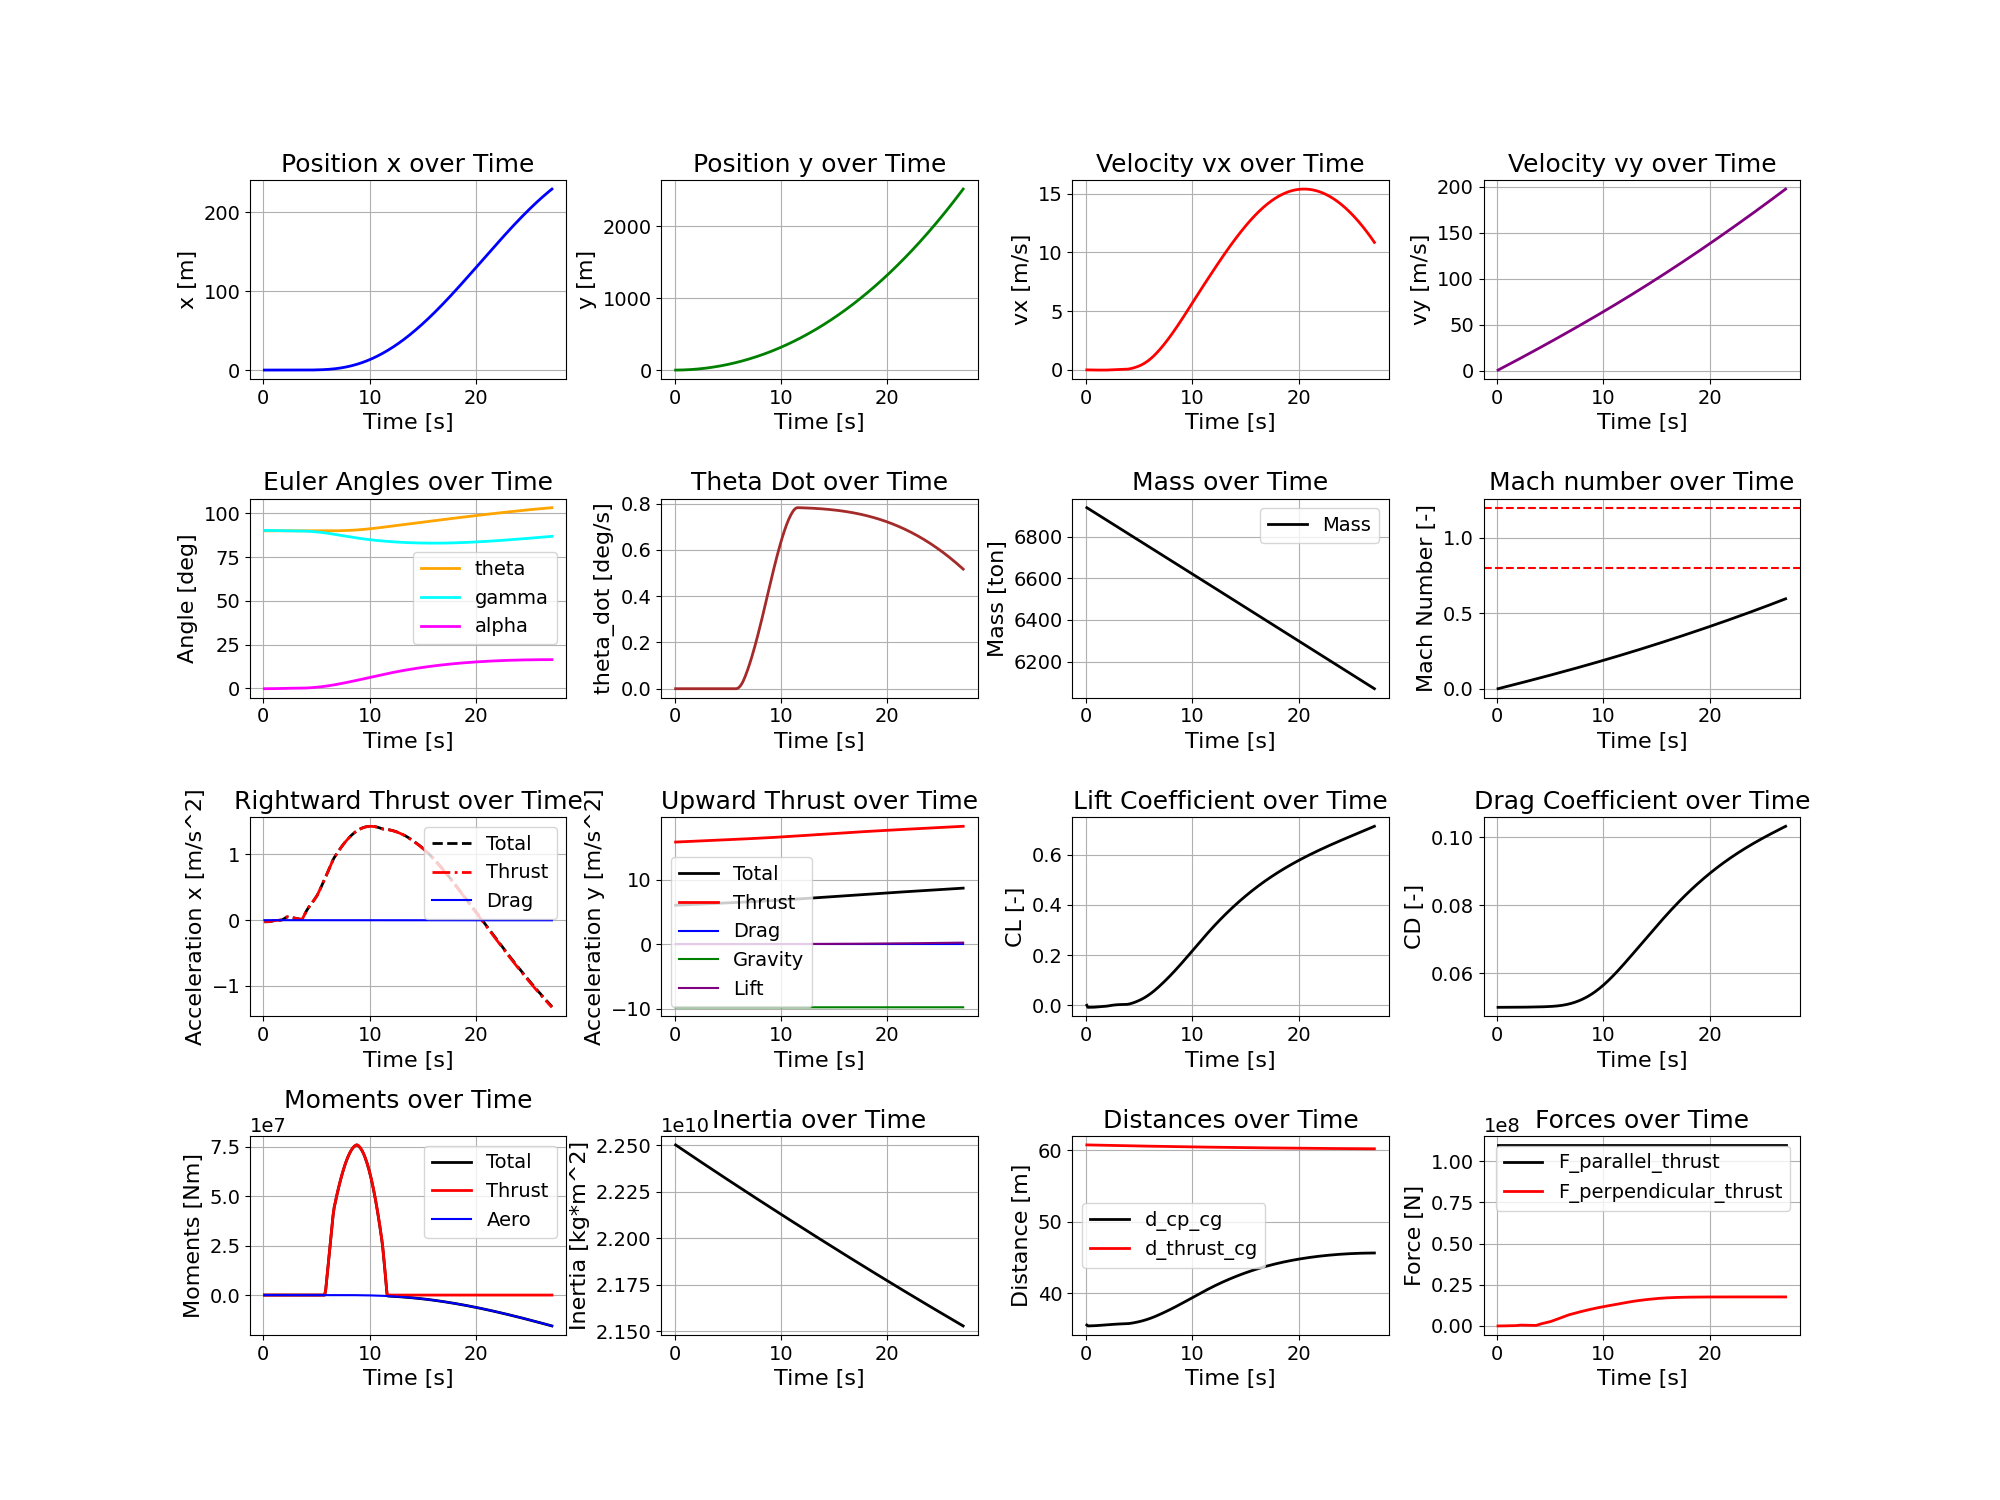 Position x over Time
x [m]
200
100
0
0 10 20
Time [s]
Position y over Time
y [m]
2000
1000
0
0 10 20
Time [s]
Velocity vx over Time
vx [m/s]
15
10
5
0
0 10 20
Time [s]
Velocity vy over Time
vy [m/s]
200
150
100
50
0
0 10 20
Time [s]
Euler Angles over Time
Angle [deg]
100
75
50
25
0
theta
gamma
alpha
0 10 20
Time [s]
Theta Dot over Time
theta_dot [deg/s]
0.8
0.6
0.4
0.2
0.0
0 10 20
Time [s]
Mass over Time
Mass [ton]
6800
6600
6400
6200
Mass
0 10 20
Time [s]
Mach number over Time
Mach Number [-]
1.0
0.5
0.0
0 10 20
Time [s]
Rightward Thrust over Time
Acceleration x [m/s^2]
1
0
−1
Total
Thrust
Drag
0 10 20
Time [s]
Upward Thrust over Time
Acceleration y [m/s^2]
10
0
−10
Total
Thrust
Drag
Gravity
Lift
0 10 20
Time [s]
Lift Coefficient over Time
CL [-]
0.6
0.4
0.2
0.0
0 10 20
Time [s]
Drag Coefficient over Time
CD [-]
0.10
0.08
0.06
0 10 20
Time [s]
Moments over Time
1e7
Moments [Nm]
7.5
5.0
2.5
0.0
Total
Thrust
Aero
0 10 20
Time [s]
Inertia over Time
1e10
Inertia [kg*m^2]
2.250
2.225
2.200
2.175
2.150
0 10 20
Time [s]
Distances over Time
Distance [m]
60
50
40
d_cp_cg
d_thrust_cg
0 10 20
Time [s]
Forces over Time
1e8
Force [N]
1.00
0.75
0.50
0.25
0.00
F_parallel_thrust
F_perpendicular_thrust
0 10 20
Time [s]